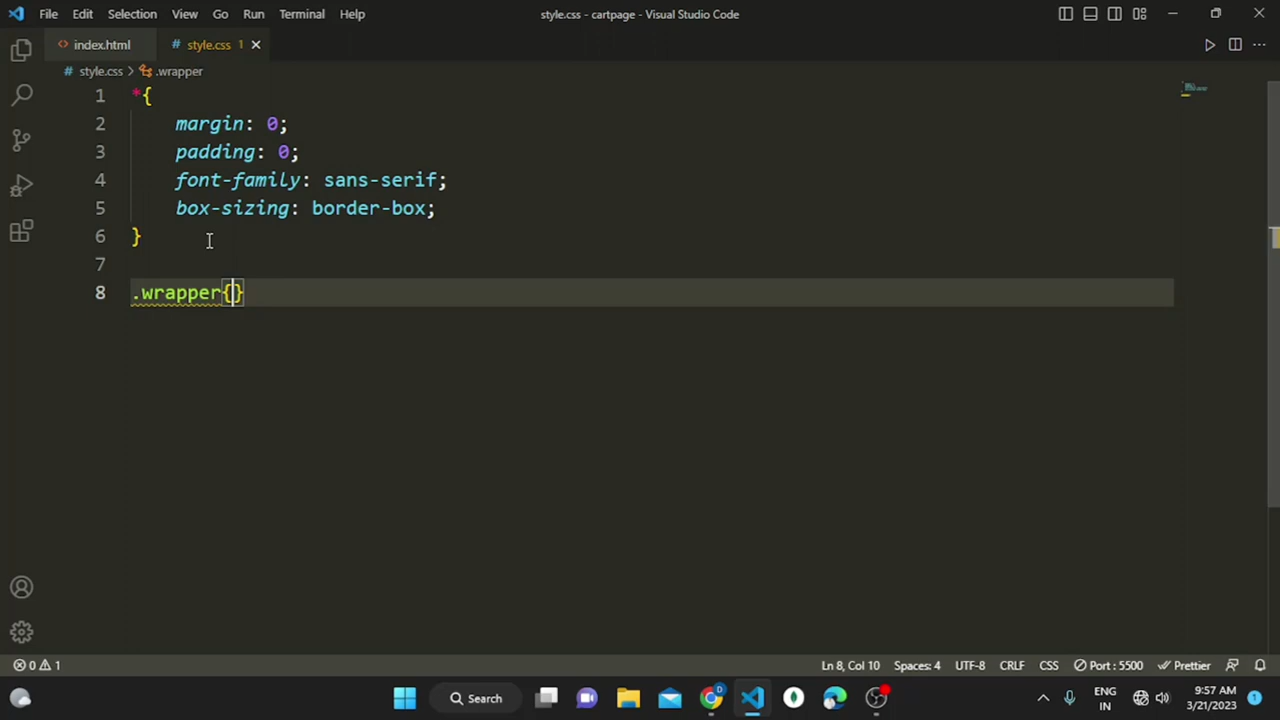 File Edit Selection View Go Run Terminal Help style.css - cartpage - Visual Studio Code
index.html # style.css 1
# style.css > .wrapper
1 *{
2 margin: 0;
3 padding: 0;
4 font-family: sans-serif;
5 box-sizing: border-box;
6 }
7
8 .wrapper{}
0 1 Ln 8, Col 10 Spaces: 4 UTF-8 CRLF CSS Port : 5500 Prettier
Search D ENG IN 9:57 AM 3/21/2023 1